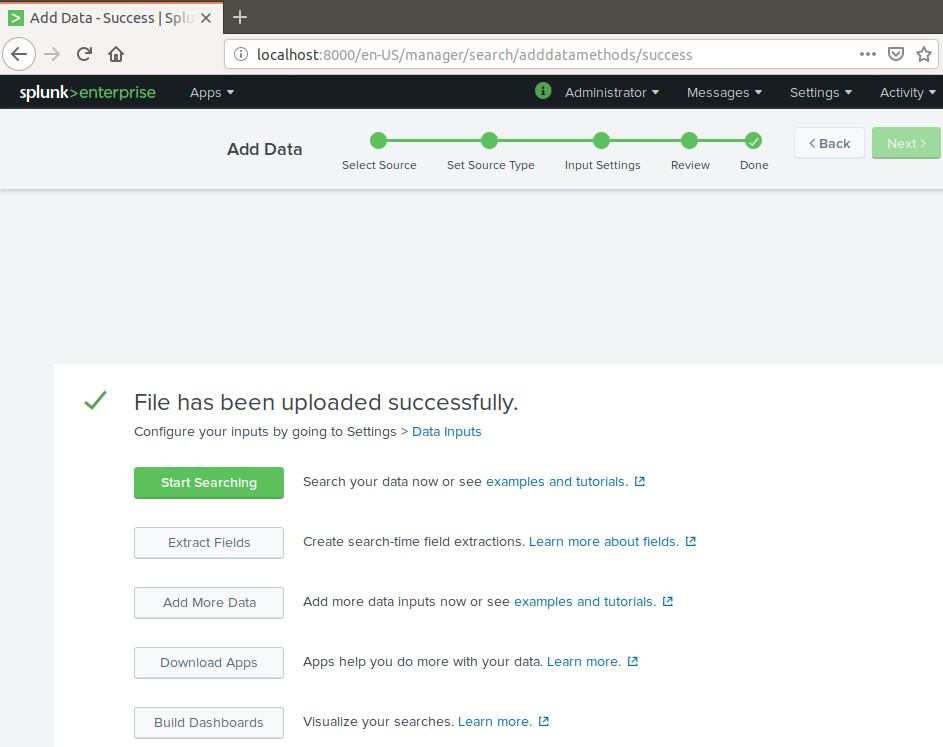 Add Data - Success | Splu
localhost:8000/en-US/manager/search/adddatamethods/success
splunk>enterprise Apps Administrator Messages Settings Activity
Add Data
Select Source Set Source Type Input Settings Review Done
< Back Next >
File has been uploaded successfully.
Configure your inputs by going to Settings > Data Inputs
Start Searching Search your data now or see examples and tutorials.
Extract Fields Create search-time field extractions. Learn more about fields.
Add More Data Add more data inputs now or see examples and tutorials.
Download Apps Apps help you do more with your data. Learn more.
Build Dashboards Visualize your searches. Learn more.